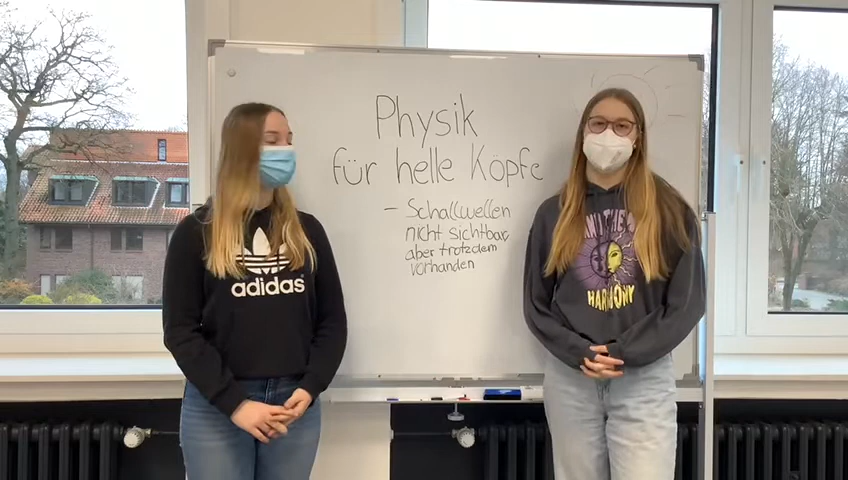 Physik
für helle Köpfe
- Schallwellen
nicht sichtbar,
aber trotzdem
vorhanden
adidas
HARMONY